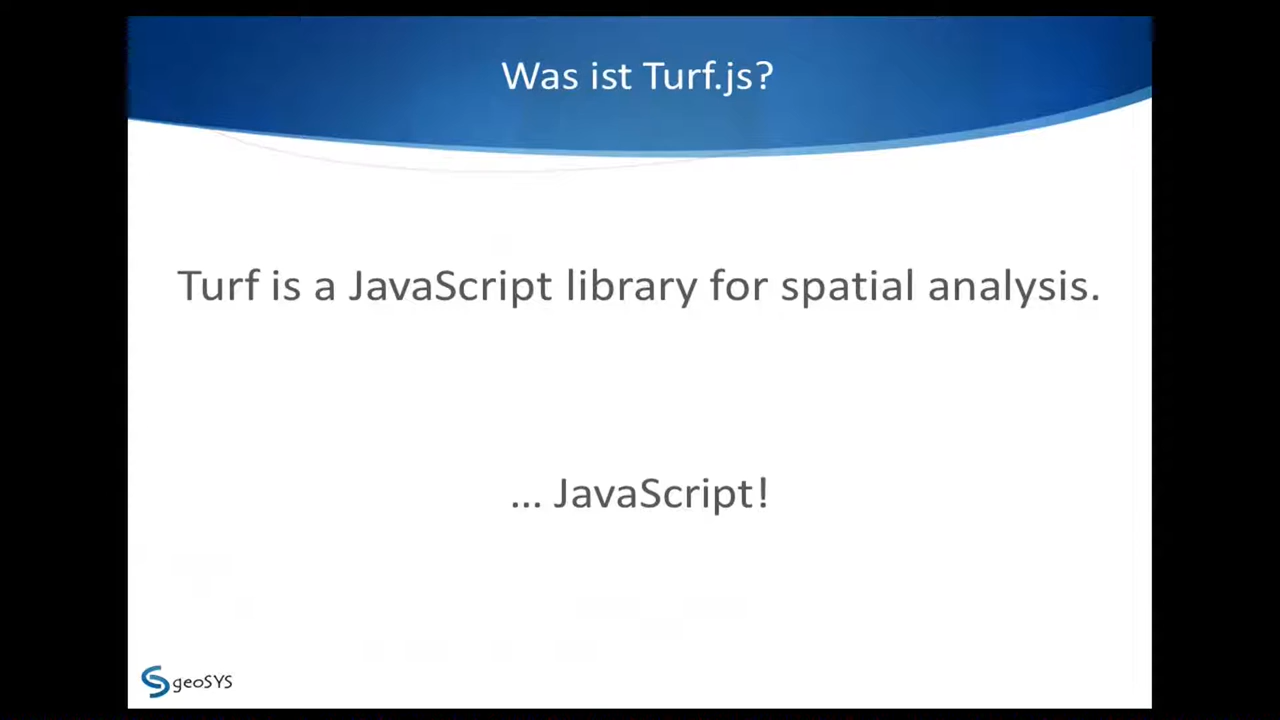 Was ist Turf.js?
Turf is a JavaScript library for spatial analysis.
... JavaScript!
geoSYS